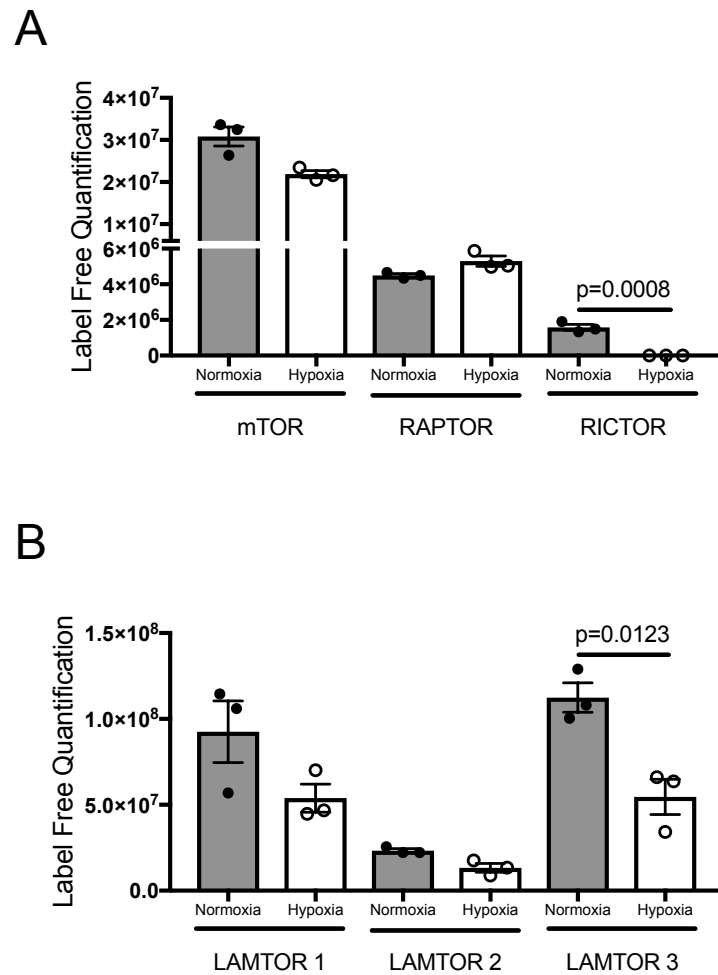 A
Label Free Quantification
4×10⁷
3×10⁷
2×10⁷
1×10⁷
6×10⁶
4×10⁶
2×10⁶
0
p=0.0008
Normoxia Hypoxia Normoxia Hypoxia Normoxia Hypoxia
mTOR RAPTOR RICTOR
B
Label Free Quantification
1.5×10⁸
1.0×10⁸
5.0×10⁷
0.0
p=0.0123
Normoxia Hypoxia Normoxia Hypoxia Normoxia Hypoxia
LAMTOR 1 LAMTOR 2 LAMTOR 3